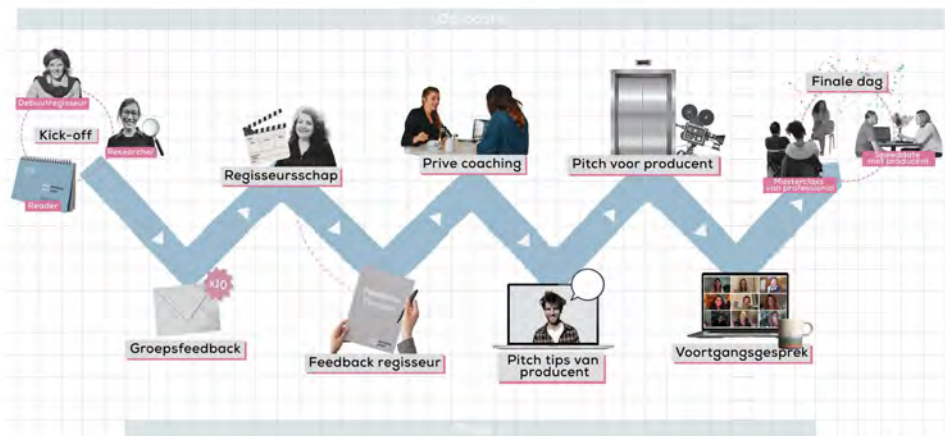 Debuutregisseur
Kick-off
Researcher
Reader
Groepsfeedback
x10
Regisseursschap
Feedback regisseur
Prive coaching
Pitch tips van
producent
Pitch voor producent
Voortgangsgesprek
Finale dag
Masterclass
van professional
Speeddate
met producent